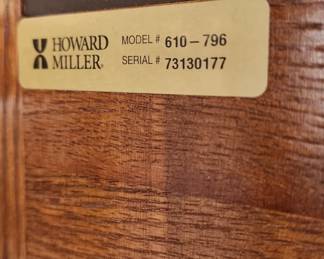 HOWARD MILLER. MODEL # 610-796
SERIAL # 73130177